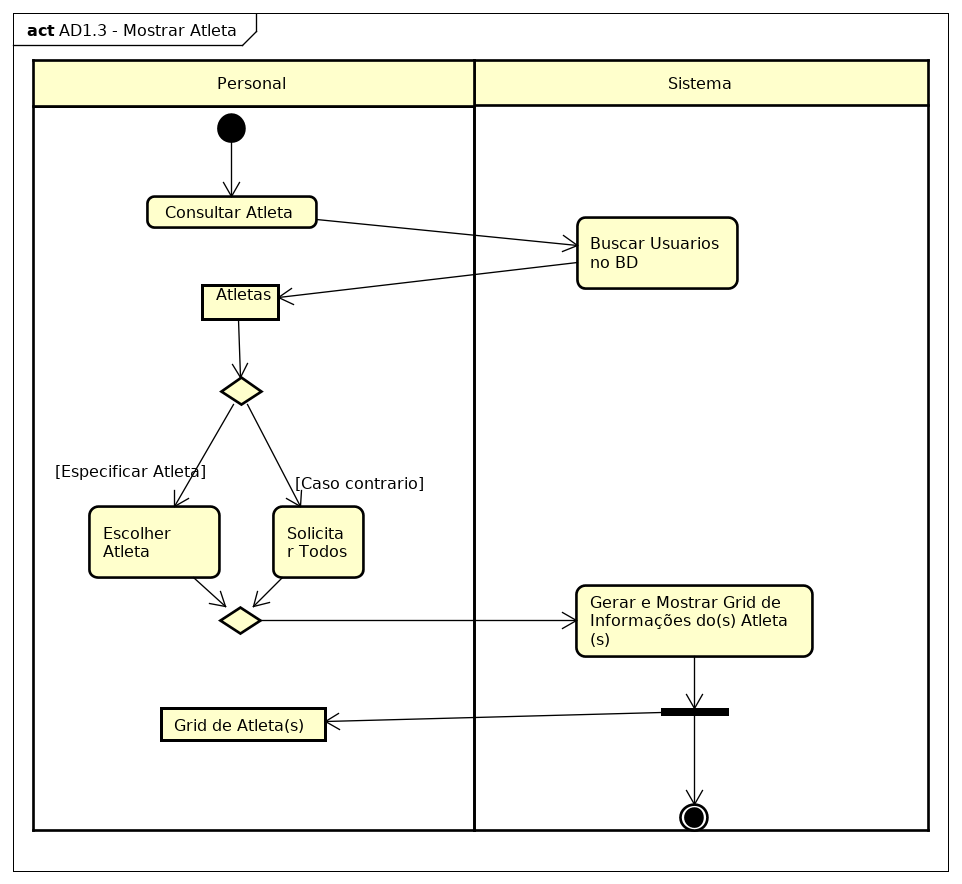 act AD1.3 - Mostrar Atleta
Personal
Sistema
Consultar Atleta
Buscar Usuarios
no BD
Atletas
[Especificar Atleta]
[Caso contrario]
Escolher
Atleta
Solicita
r Todos
Gerar e Mostrar Grid de
Informações do(s) Atleta
(s)
Grid de Atleta(s)